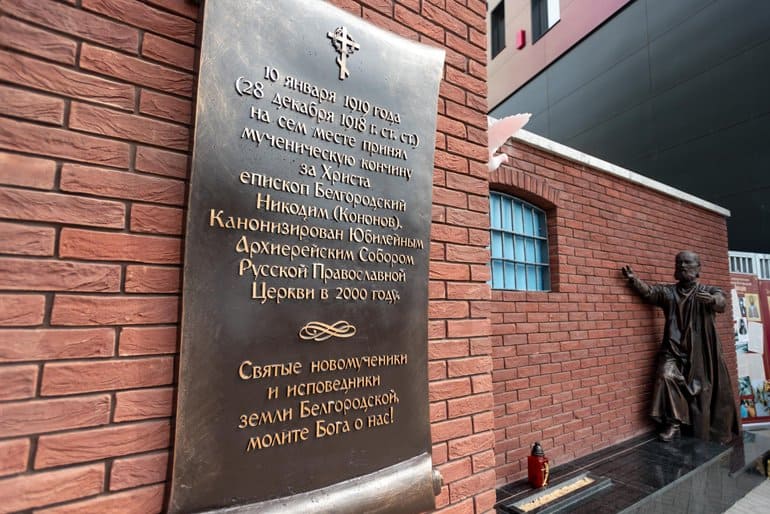 10 января 1919 года
(28 декабря 1918 г. ст. ст.)
на сем месте принял
мученическую кончину
за Христа
епископ Белгородский
Никодим (Кононов).
Канонизирован Юбилейным
Архиерейским Собором
Русской Православной
Церкви в 2000 году.
Святые новомученики
и исповедники
земли Белгородской,
молите Бога о нас!